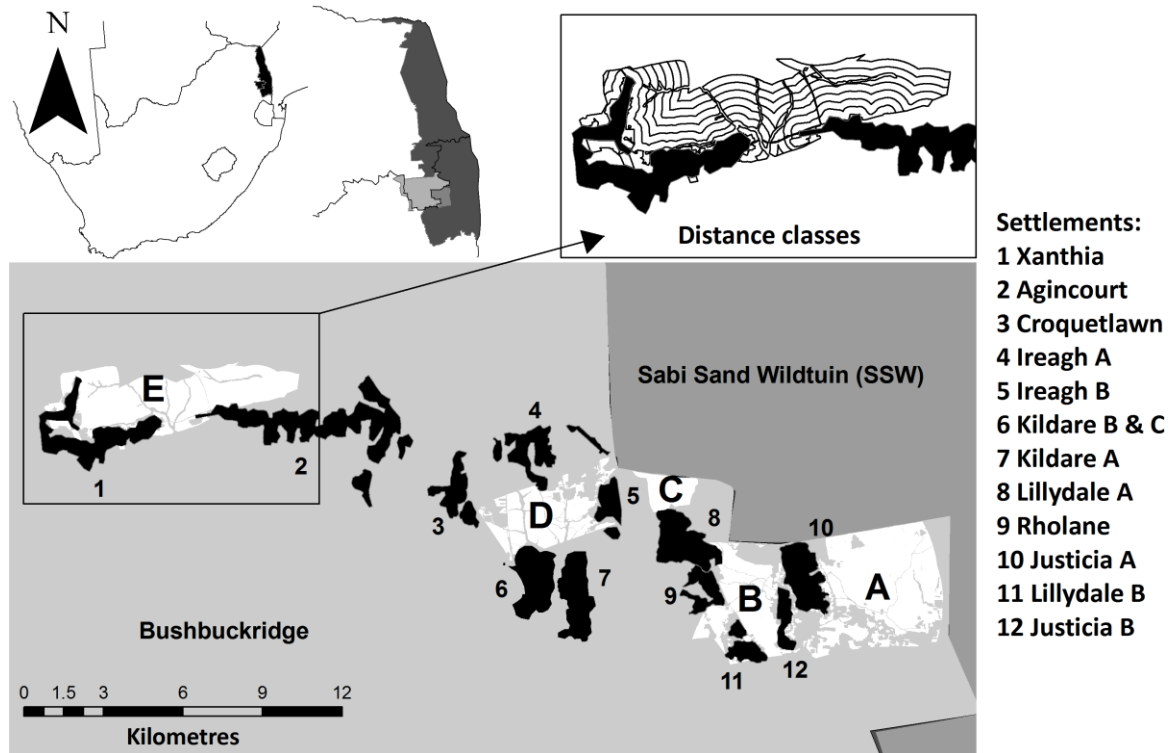 N
Distance classes
Settlements:
1 Xanthia
2 Agincourt
3 Croquetlawn
4 Ireagh A
5 Ireagh B
6 Kildare B & C
7 Kildare A
8 Lillydale A
9 Rholane
10 Justicia A
11 Lillydale B
12 Justicia B
Sabi Sand Wildtuin (SSW)
E
4
1
2
3
D
5
C
8
10
6
7
9
B
A
11
12
Bushbuckridge
0 1.5 3 6 9 12
Kilometres